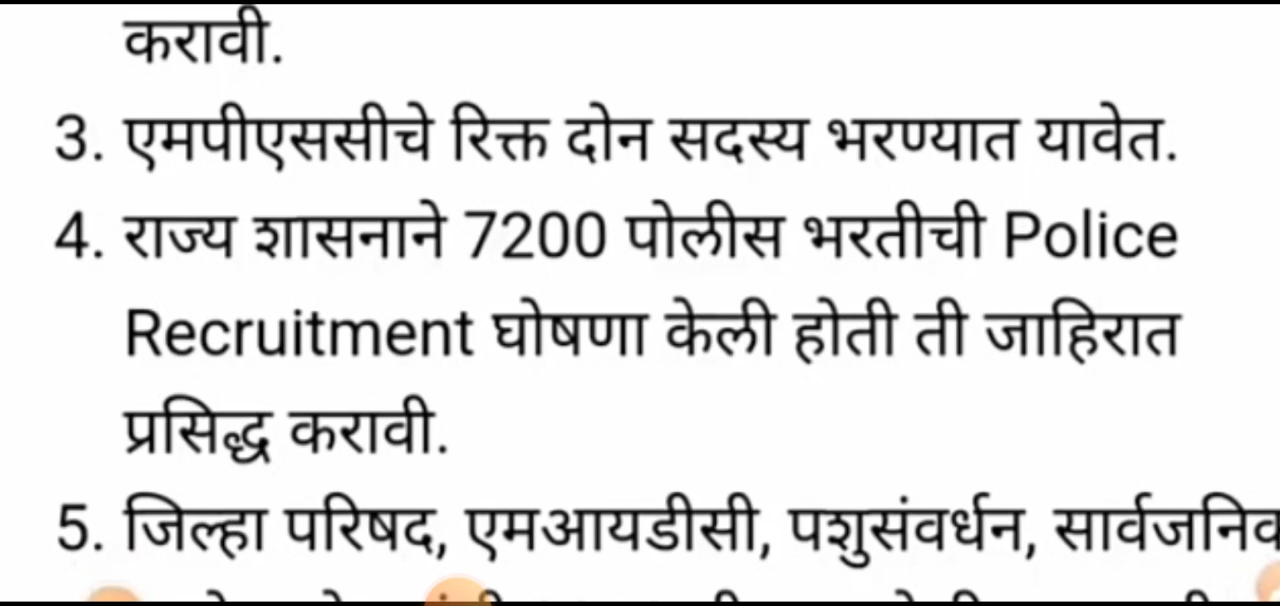 करावी.
3. एमपीएससीचे रिक्त दोन सदस्य भरण्यात यावेत.
4. राज्य शासनाने 7200 पोलीस भरतीची Police
Recruitment घोषणा केली होती ती जाहिरात
प्रसिद्ध करावी.
5. जिल्हा परिषद, एमआयडीसी, पशुसंवर्धन,